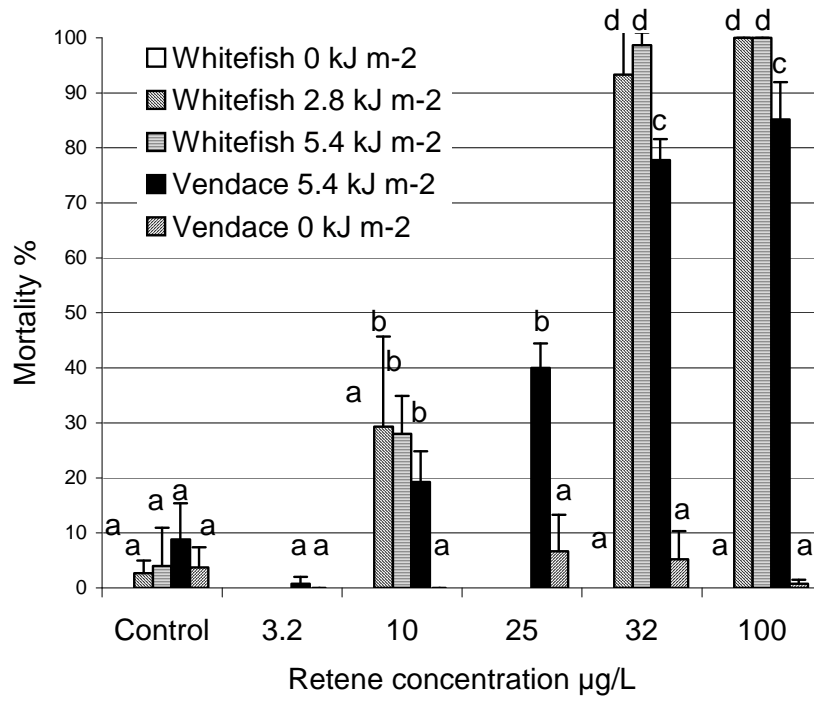 d d
d d
100
c
90
c
80
70
60
50
b
b
40
b
a
b
30
20
a
a
a
a
10
a
a
a a
a
a
a
a
a
0
Whitefish 0 kJ m-2
Whitefish 2.8 kJ m-2
Whitefish 5.4 kJ m-2
Vendace 5.4 kJ m-2
Vendace 0 kJ m-2
Mortality %
Control 3.2 10 25 32 100
Retene concentration µg/L